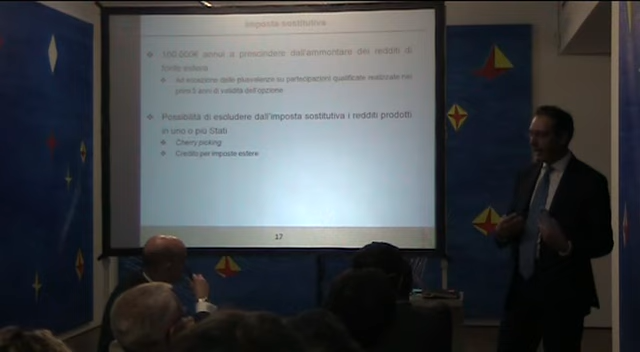 Imposta sostitutiva
100.000€ annui a prescindere dall'ammontare dei redditi di
fonte estera
Ad eccezione delle plusvalenze su partecipazioni qualificate realizzate nei
primi 5 anni di validità dell'opzione
Possibilità di escludere dall'imposta sostitutiva i redditi prodotti
in uno o più Stati
Cherry picking
Credito per imposte estere
17